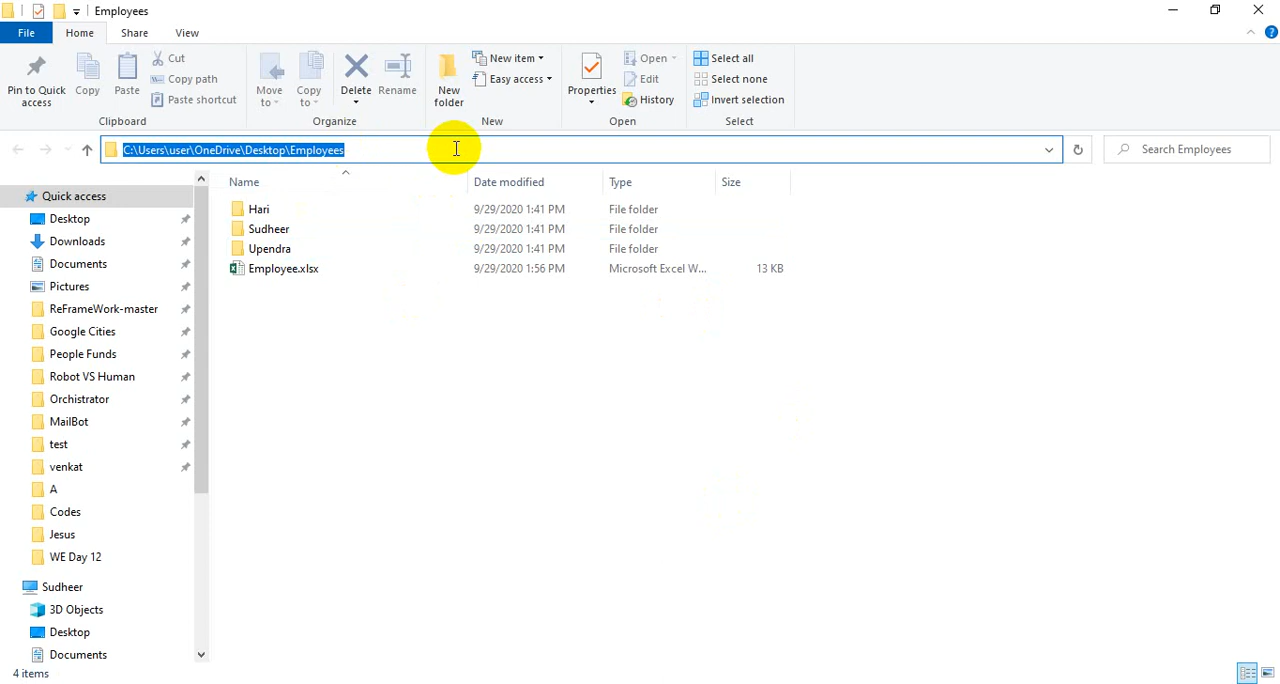 Employees
File Home Share View
Pin to Quick access
Copy
Paste
Cut
Copy path
Paste shortcut
Clipboard
Move to
Copy to
Delete
Rename
Organize
New folder
New item
Easy access
New
Properties
Open
Edit
History
Open
Select all
Select none
Invert selection
Select
C:\Users\user\OneDrive\Desktop\Employees
Search Employees
Name Date modified Type Size
Hari 9/29/2020 1:41 PM File folder
Sudheer 9/29/2020 1:41 PM File folder
Upendra 9/29/2020 1:41 PM File folder
Employee.xlsx 9/29/2020 1:56 PM Microsoft Excel W... 13 KB
Quick access
Desktop
Downloads
Documents
Pictures
ReFrameWork-master
Google Cities
People Funds
Robot VS Human
Orchistrator
MailBot
test
venkat
A
Codes
Jesus
WE Day 12
Sudheer
3D Objects
Desktop
Documents
4 items